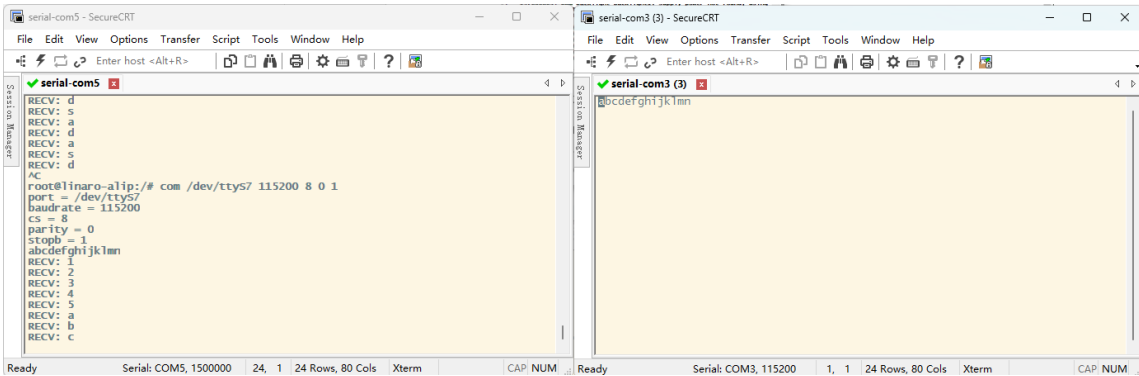 serial-com5 - SecureCRT
File Edit View Options Transfer Script Tools Window Help
Enter host <Alt+R>
serial-com5
Session Manager
RECV: d
RECV: s
RECV: a
RECV: d
RECV: a
RECV: s
RECV: d
^C
root@linaro-alip:/# com /dev/ttyS7 115200 8 0 1
port = /dev/ttyS7
baudrate = 115200
cs = 8
parity = 0
stopb = 1
abcdefghijklmn
RECV: 1
RECV: 2
RECV: 3
RECV: 4
RECV: 5
RECV: a
RECV: b
RECV: c
Ready Serial: COM5, 1500000 24, 1 24 Rows, 80 Cols Xterm CAP NUM
serial-com3 (3) - SecureCRT
File Edit View Options Transfer Script Tools Window Help
Enter host <Alt+R>
serial-com3 (3)
Session Manager
abcdefghijklmn
Ready Serial: COM3, 115200 1, 1 24 Rows, 80 Cols Xterm CAP NUM